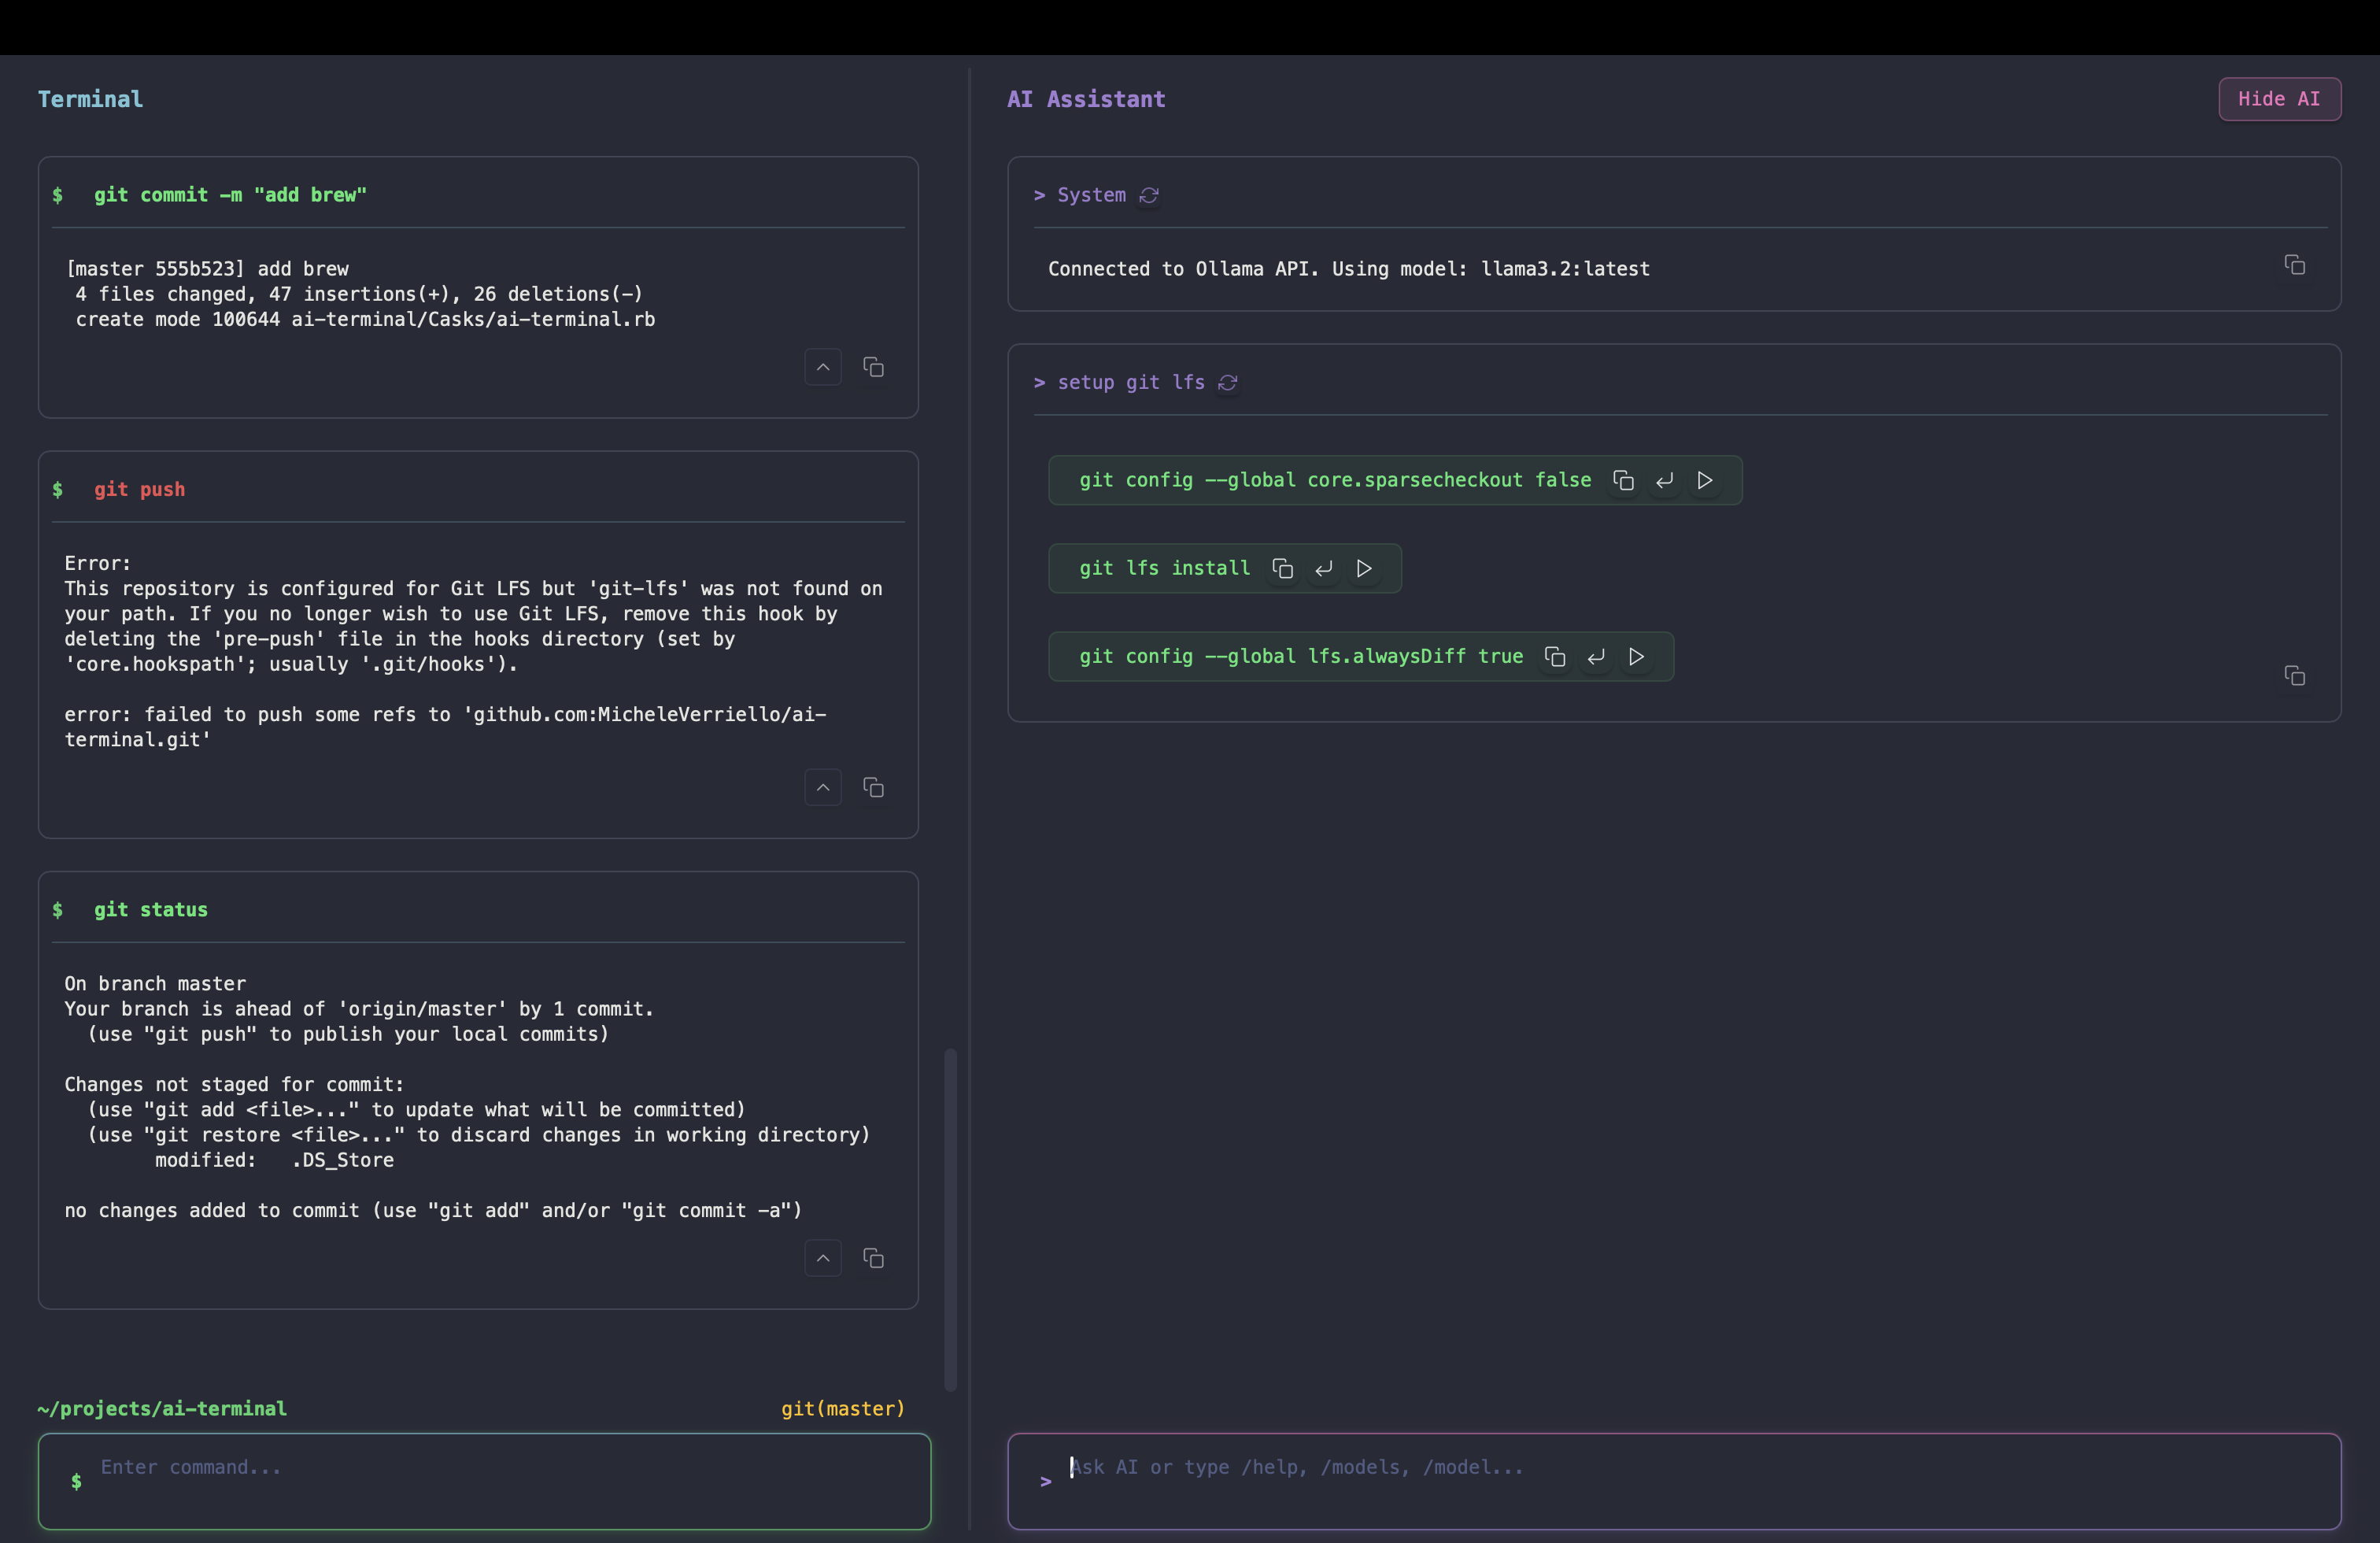 Terminal
$ git commit -m "add brew"
[master 555b523] add brew
4 files changed, 47 insertions(+), 26 deletions(-)
create mode 100644 ai-terminal/Casks/ai-terminal.rb
$ git push
Error:
This repository is configured for Git LFS but 'git-lfs' was not found on
your path. If you no longer wish to use Git LFS, remove this hook by
deleting the 'pre-push' file in the hooks directory (set by
'core.hookspath'; usually '.git/hooks').
error: failed to push some refs to 'github.com:MicheleVerriello/ai-
terminal.git'
$ git status
On branch master
Your branch is ahead of 'origin/master' by 1 commit.
(use "git push" to publish your local commits)
Changes not staged for commit:
(use "git add <file>..." to update what will be committed)
(use "git restore <file>..." to discard changes in working directory)
modified: .DS_Store
no changes added to commit (use "git add" and/or "git commit -a")
~/projects/ai-terminal git(master)
$ Enter command...
AI Assistant
Hide AI
> System
Connected to Ollama API. Using model: llama3.2:latest
> setup git lfs
git config --global core.sparsecheckout false
git lfs install
git config --global lfs.alwaysDiff true
> Ask AI or type /help, /models, /model...